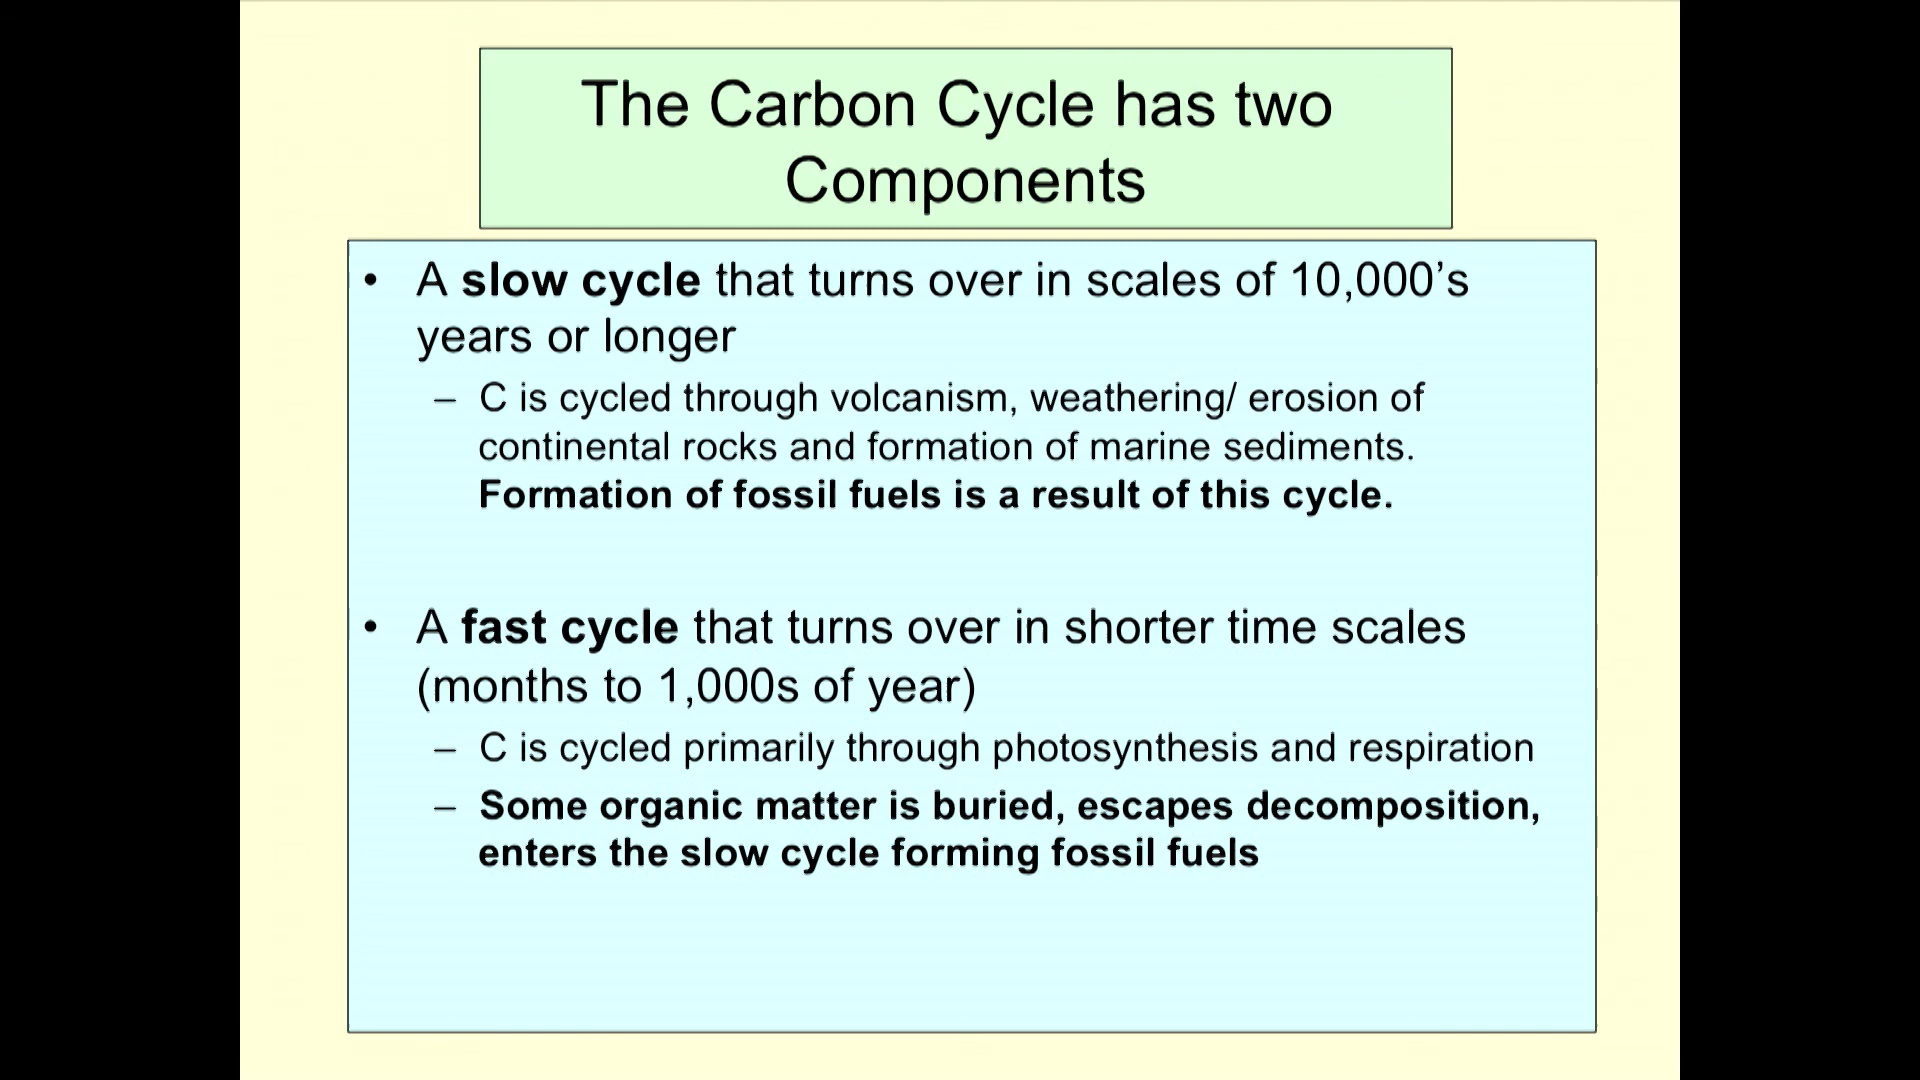 The Carbon Cycle has two
Components
• A slow cycle that turns over in scales of 10,000’s
years or longer
– C is cycled through volcanism, weathering/ erosion of
continental rocks and formation of marine sediments.
Formation of fossil fuels is a result of this cycle.
• A fast cycle that turns over in shorter time scales
(months to 1,000s of year)
– C is cycled primarily through photosynthesis and respiration
– Some organic matter is buried, escapes decomposition,
enters the slow cycle forming fossil fuels